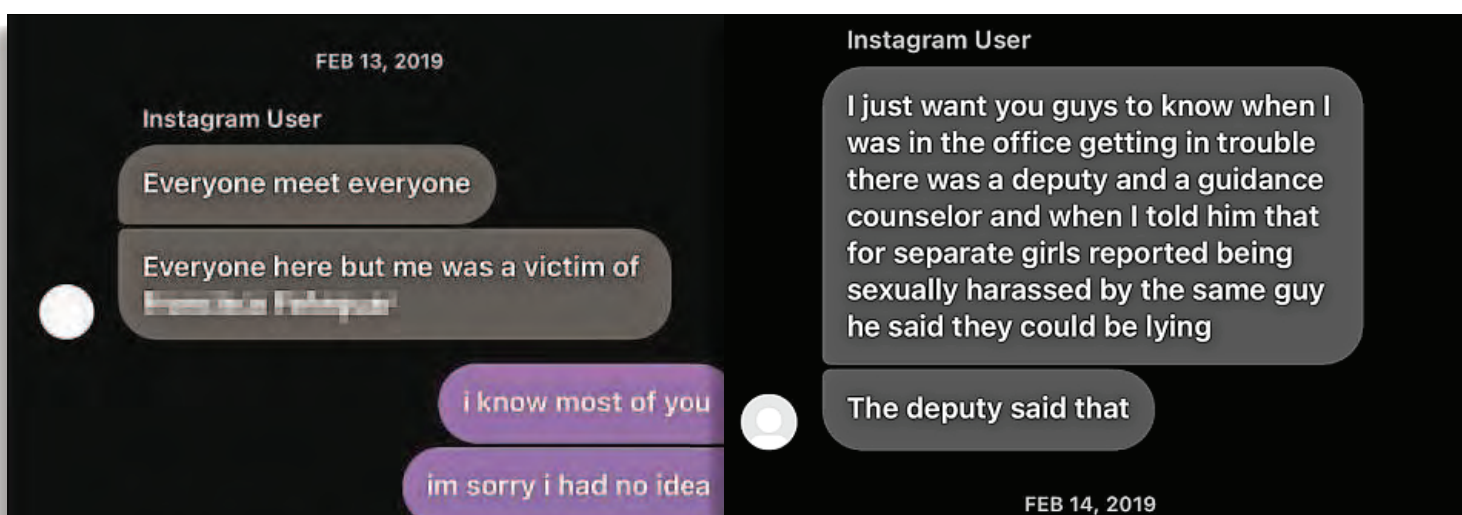 FEB 13, 2019
Instagram User
Everyone meet everyone
Everyone here but me was a victim of
i know most of you
im sorry i had no idea
Instagram User
I just want you guys to know when I
was in the office getting in trouble
there was a deputy and a guidance
counselor and when I told him that
for separate girls reported being
sexually harassed by the same guy
he said they could be lying
The deputy said that
FEB 14, 2019